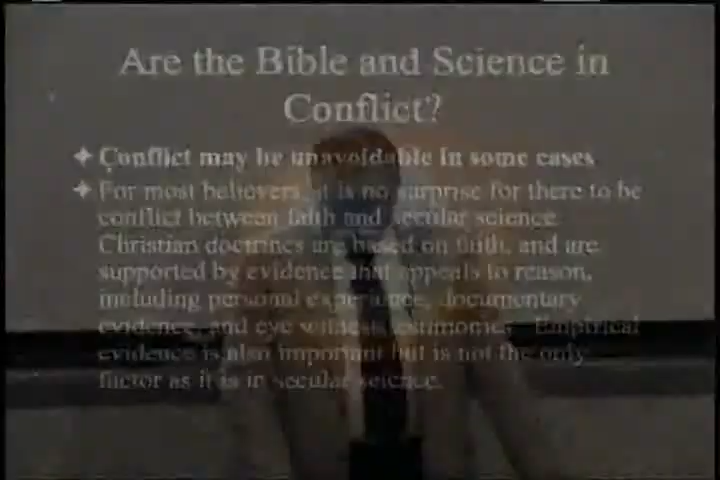 Are the Bible and Science in
Conflict?
Conflict may be unavoidable in some cases
For most believers, it is no surprise for there to be
conflict between faith and secular science.
Christian doctrines are based on faith, and are
supported by evidence that appeals to reason,
including personal experience, documentary
evidence, and eye witness testimonies. Empirical
evidence is also important but is not the only
factor as it is in secular science.